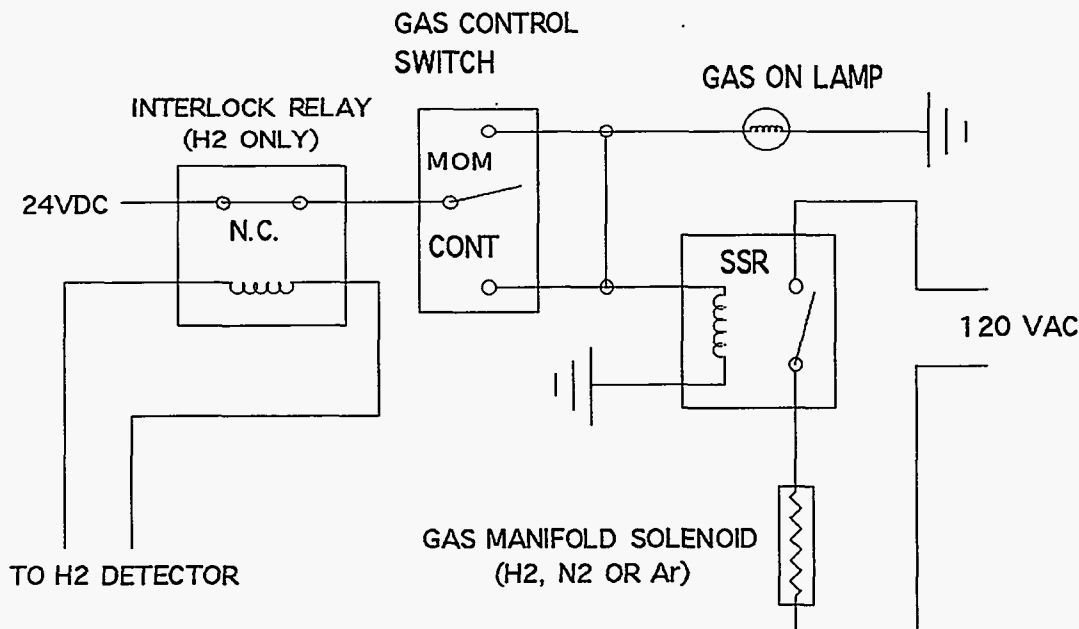 GAS CONTROL
SWITCH
GAS ON LAMP
INTERLOCK RELAY
(H2 ONLY)
MOM
24VDC
N.C.
CONT
SSR
120 VAC
GAS MANIFOLD SOLENOID
(H2, N2 OR Ar)
TO H2 DETECTOR